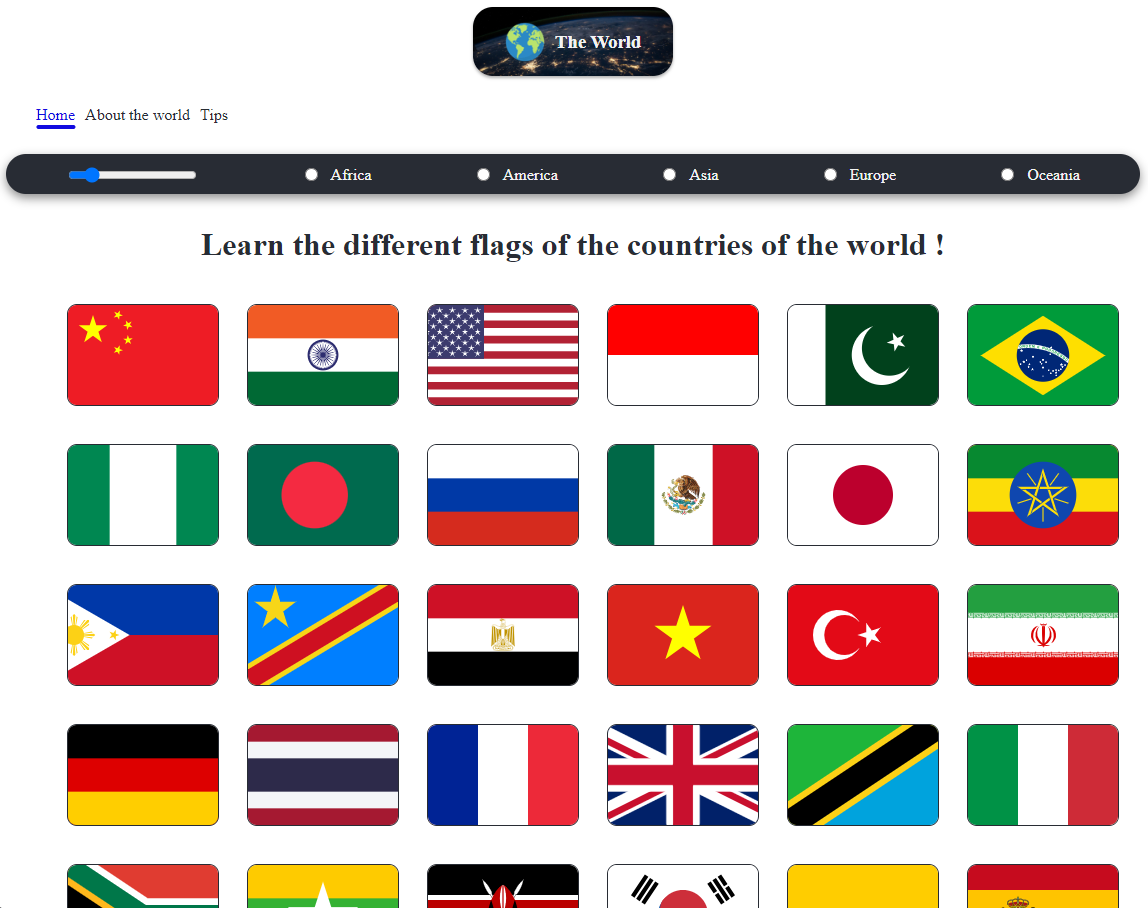 The World
Home About the world Tips
Africa America Asia Europe Oceania
Learn the different flags of the countries of the world !